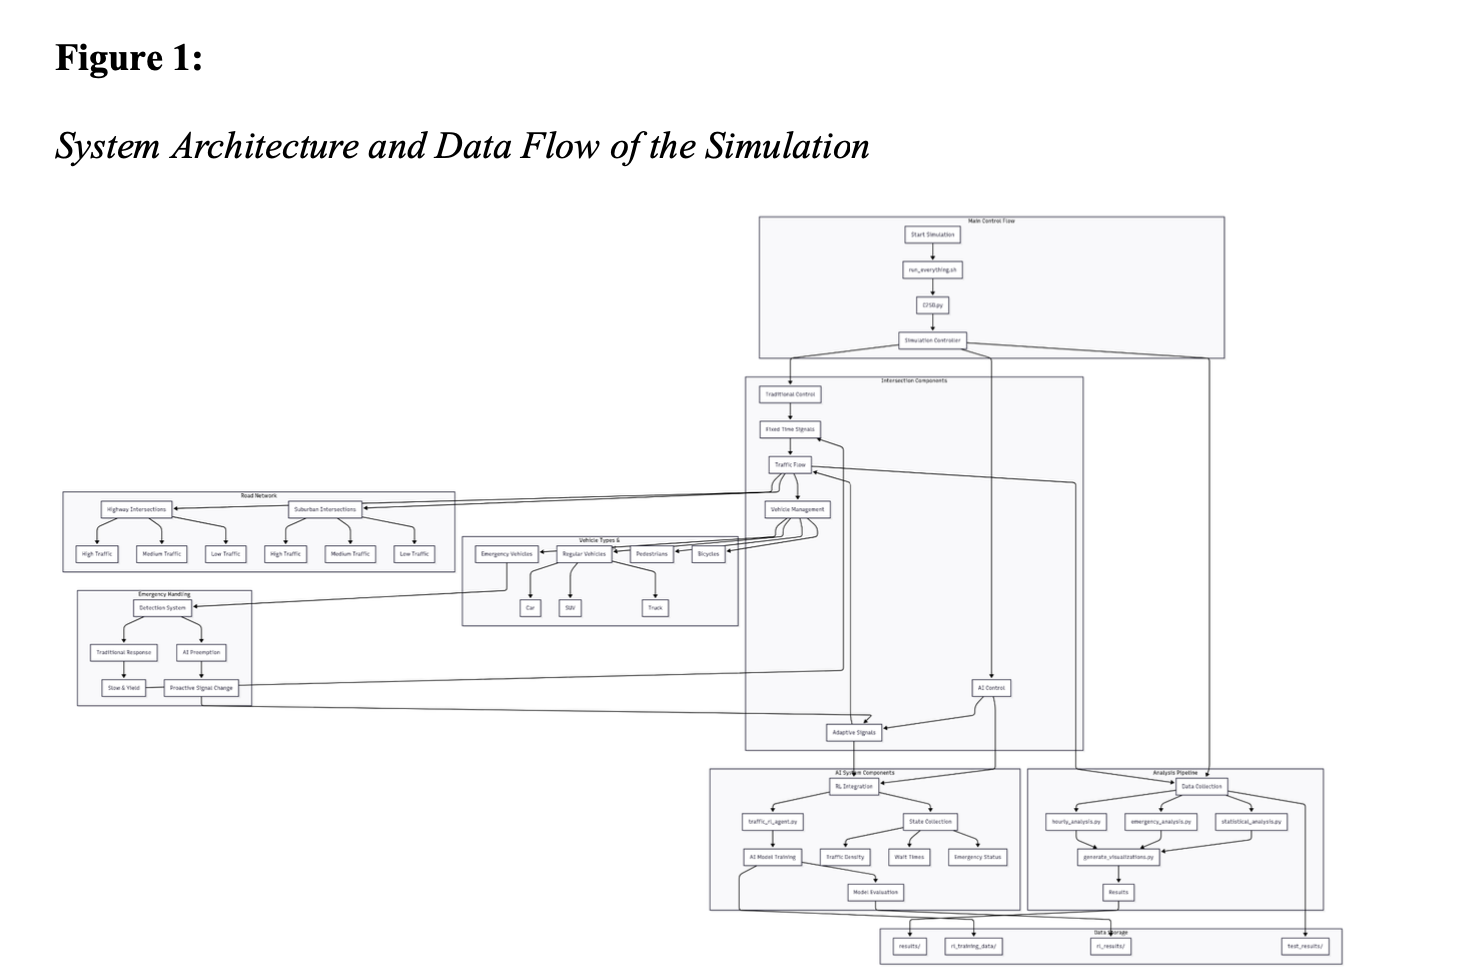 Figure 1:
System Architecture and Data Flow of the Simulation
Main Control Flow
Start Simulation
run_everything.sh
Simulation Controller
Intersection Components
Traditional Control
Fixed Time Signals
Traffic Flow
Vehicle Management
Road Network
Highway Intersections
Suburban Intersections
High Traffic
Medium Traffic
Low Traffic
High Traffic
Medium Traffic
Low Traffic
Vehicle Types &
Emergency Vehicles
Regular Vehicles
Pedestrians
Bicycles
Car
SUV
Truck
Emergency Handling
Detection System
Traditional Response
AI Preemption
Slow & Yield
Proactive Signal Change
AI Control
Adaptive Signals
AI System Components
RL Integration
traffic_rl_agent.py
State Collection
AI Model Training
Traffic Density
Wait Times
Emergency Status
Model Evaluation
Analysis Pipeline
Data Collection
hourly_analysis.py
emergency_analysis.py
statistical_analysis.py
generate_visualizations.py
Results
Data Storage
results/
rl_training_data/
rl_results/
test_results/